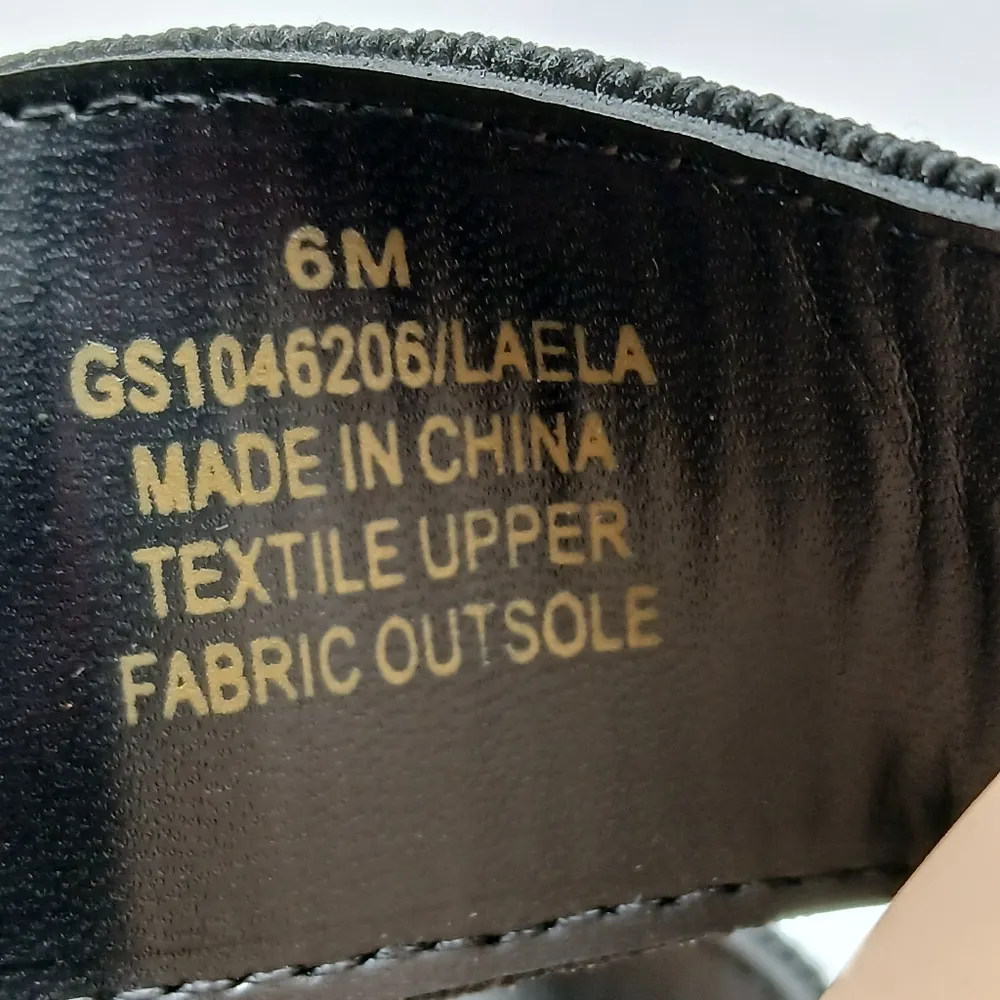 6M
GS1046206/LAELA
MADE IN CHINA
TEXTILE UPPER
FABRIC OUTSOLE